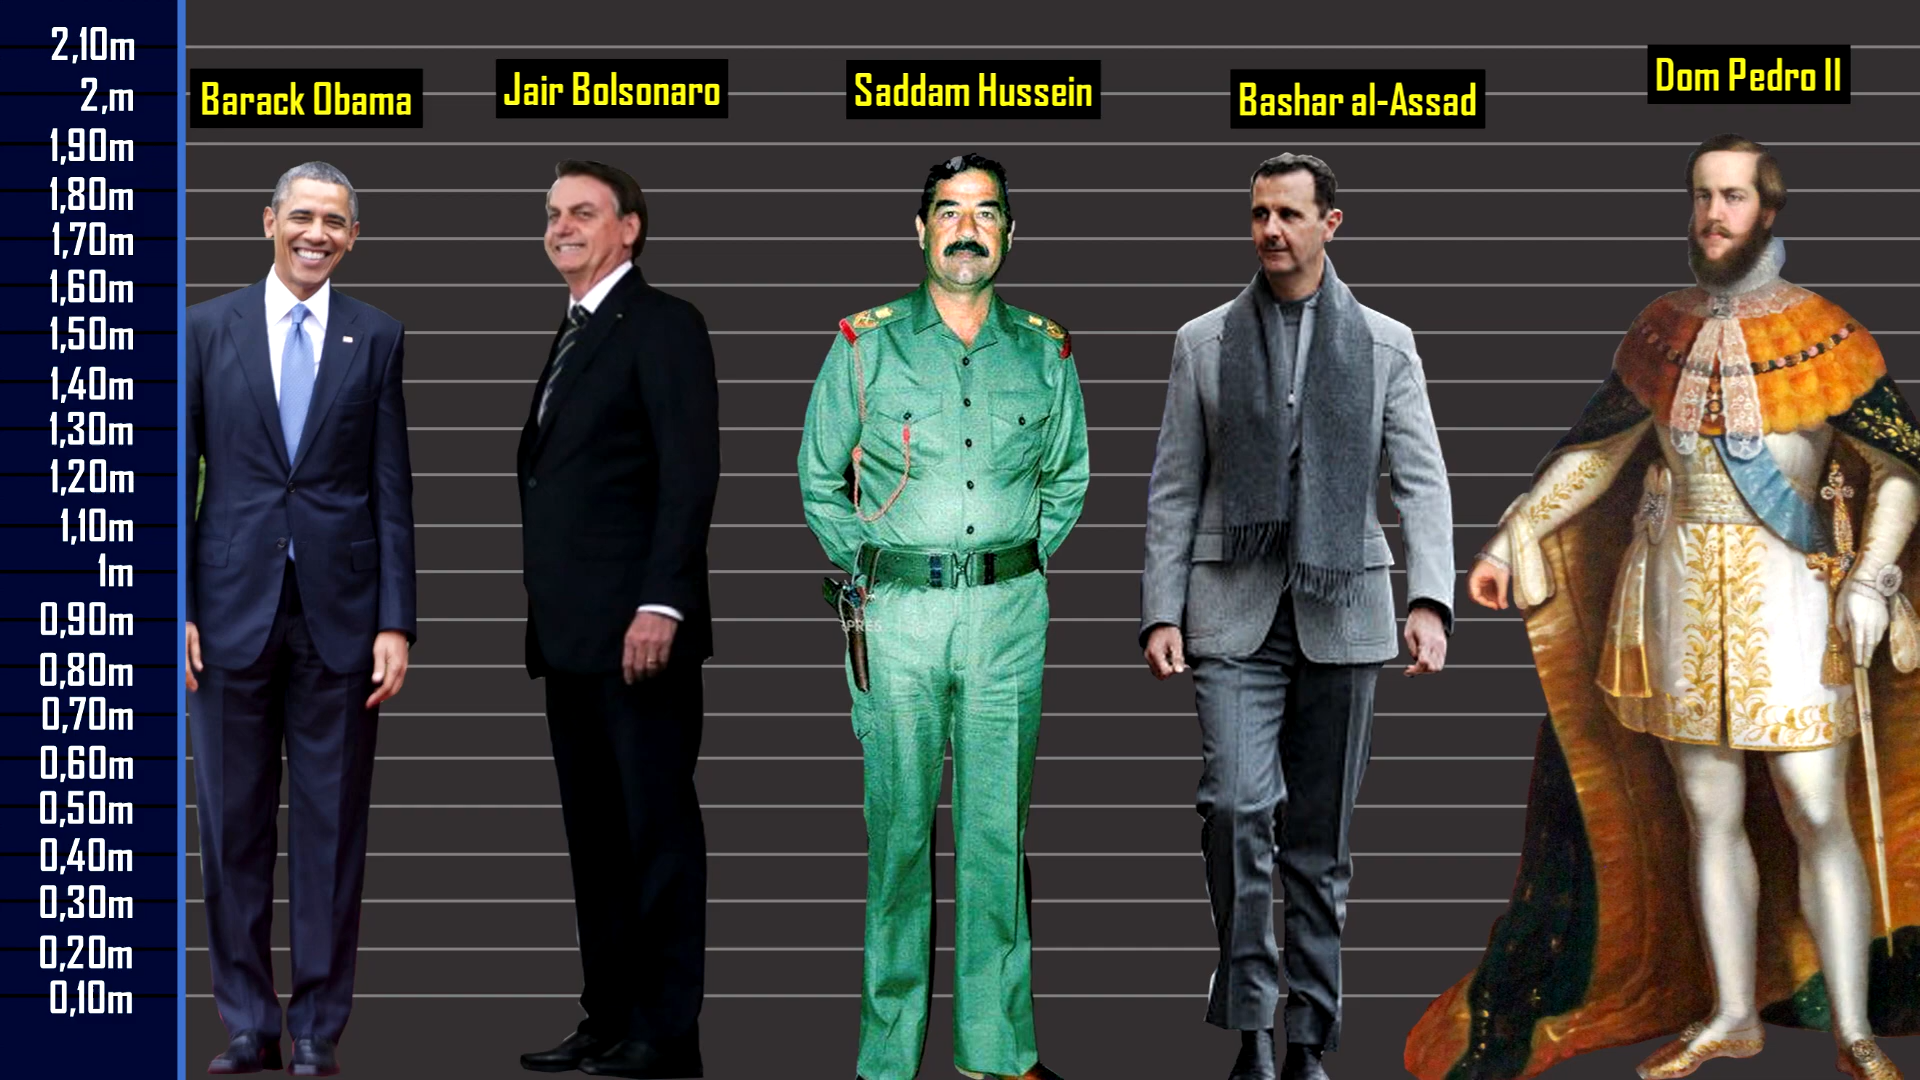 2,10m
2,m
1,90m
1,80m
1,70m
1,60m
1,50m
1,40m
1,30m
1,20m
1,10m
1m
0,90m
0,80m
0,70m
0,60m
0,50m
0,40m
0,30m
0,20m
0,10m
Barack Obama
Jair Bolsonaro
Saddam Hussein
Bashar al-Assad
Dom Pedro II